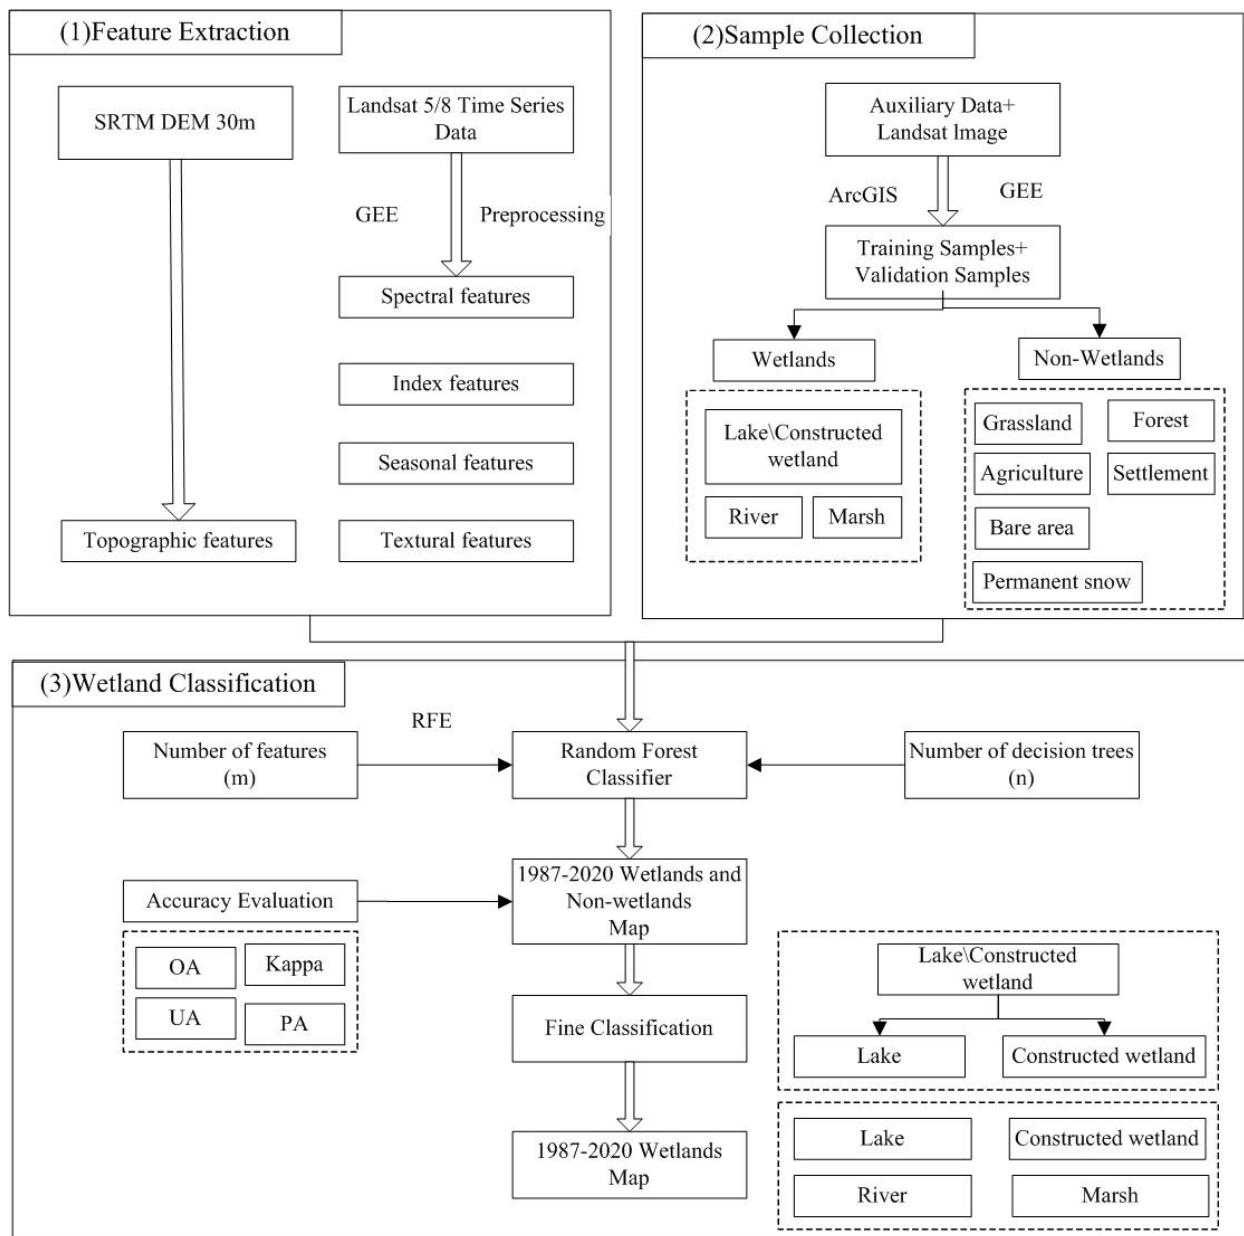 (1)Feature Extraction
SRTM DEM 30m
Landsat 5/8 Time Series
Data
GEE
Preprocessing
Spectral features
Index features
Seasonal features
Topographic features
Textural features
(2)Sample Collection
Auxiliary Data+
Landsat lmage
ArcGIS
GEE
Training Samples+
Validation Samples
Wetlands
Non-Wetlands
Lake\Constructed
wetland
River
Marsh
Grassland
Forest
Agriculture
Settlement
Bare area
Permanent snow
(3)Wetland Classification
RFE
Number of features
(m)
Random Forest
Classifier
Number of decision trees
(n)
Accuracy Evaluation
1987-2020 Wetlands and
Non-wetlands
Map
OA
Kappa
UA
PA
Fine Classification
Lake\Constructed
wetland
Lake
Constructed wetland
1987-2020 Wetlands
Map
Lake
Constructed wetland
River
Marsh